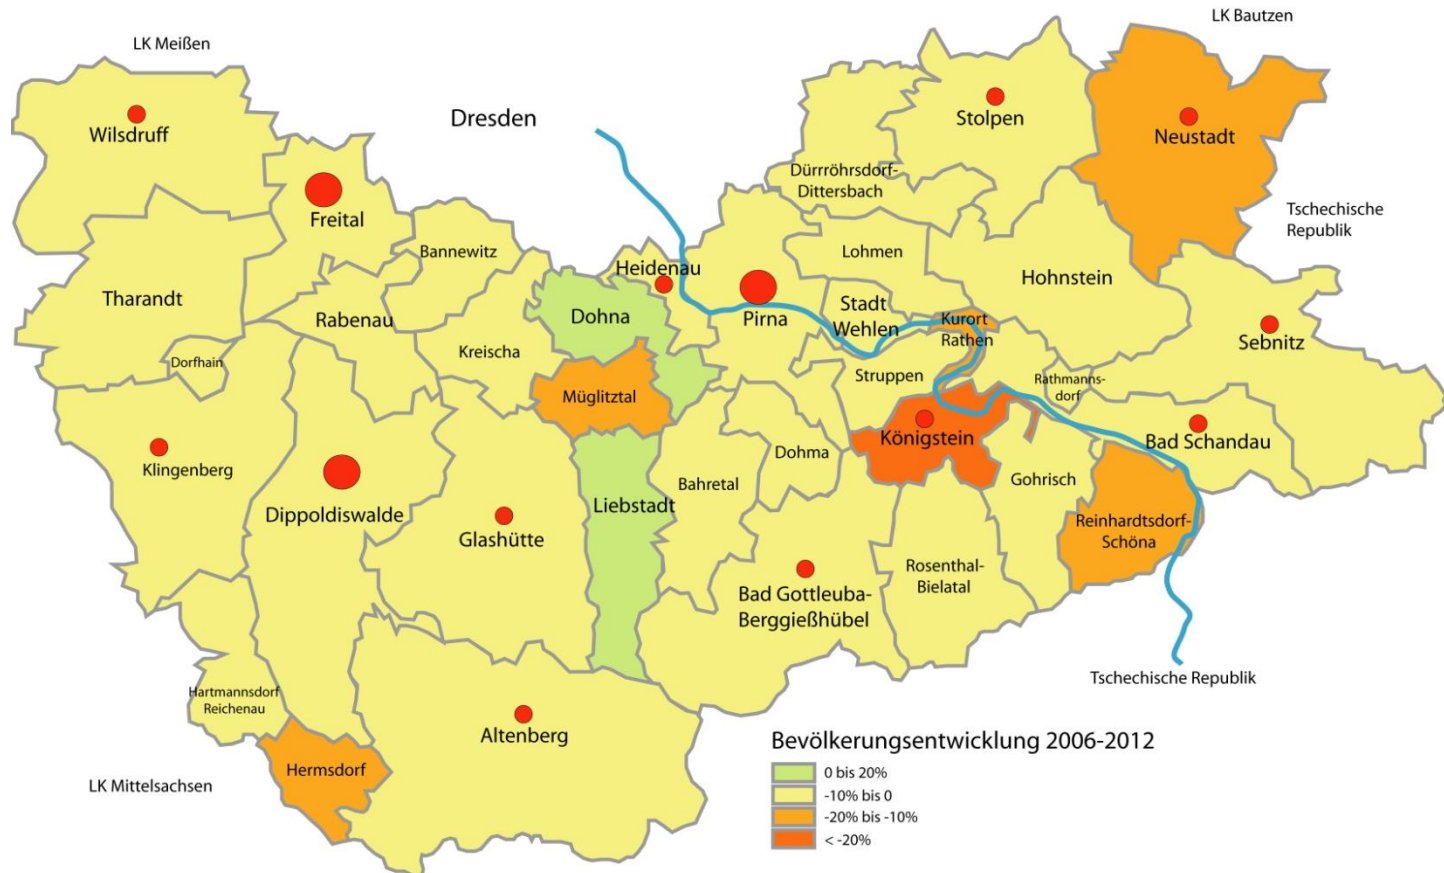 LK Meißen
LK Bautzen
Dresden
Wilsdruff
Stolpen
Neustadt
Dürrröhrsdorf-
Dittersbach
Freital
Tschechische
Republik
Bannewitz
Lohmen
Heidenau
Hohnstein
Tharandt
Rabenau
Dohna
Pirna
Stadt
Wehlen
Kurort
Rathen
Sebnitz
Dorfhain
Kreischa
Struppen
Rathmanns-
dorf
Müglitztal
Königstein
Bad Schandau
Klingenberg
Dohma
Bahretal
Gohrisch
Liebstadt
Dippoldiswalde
Glashütte
Reinhardtsdorf-
Schöna
Rosenthal-
Bielatal
Bad Gottleuba-
Berggießhübel
Tschechische Republik
Hartmannsdorf
Reichenau
Altenberg
Hermsdorf
LK Mittelsachsen
Bevölkerungsentwicklung 2006-2012
0 bis 20%
-10% bis 0
-20% bis -10%
< -20%